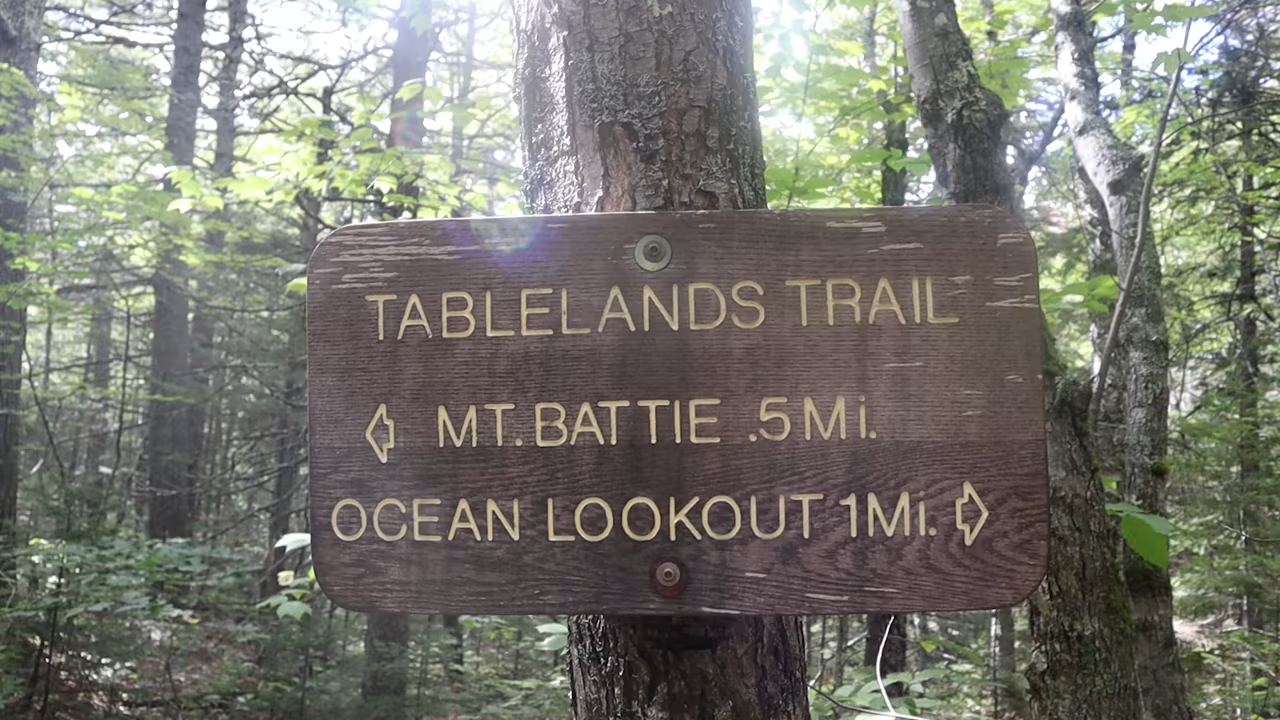 TABLELANDS TRAIL
MT. BATTIE .5 Mi.
OCEAN LOOKOUT 1 Mi.